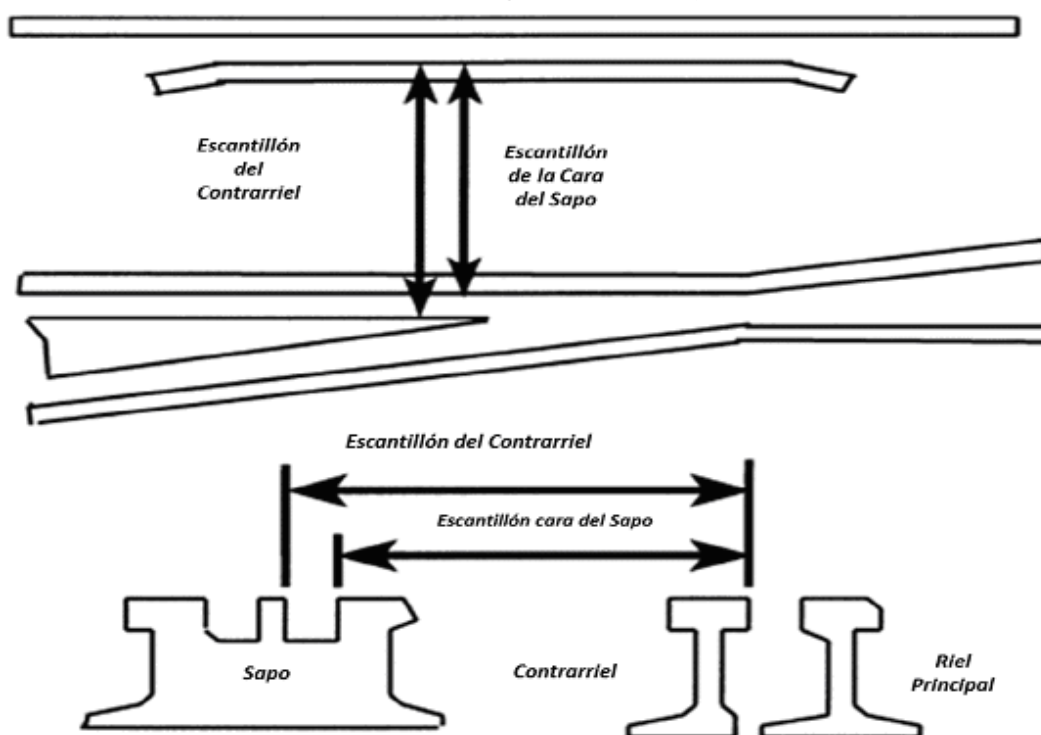 Escantillón
del
Contrarriel
Escantillón
de la Cara
del Sapo
Escantillón del Contrarriel
Escantillón cara del Sapo
Sapo
Contrarriel
Riel
Principal